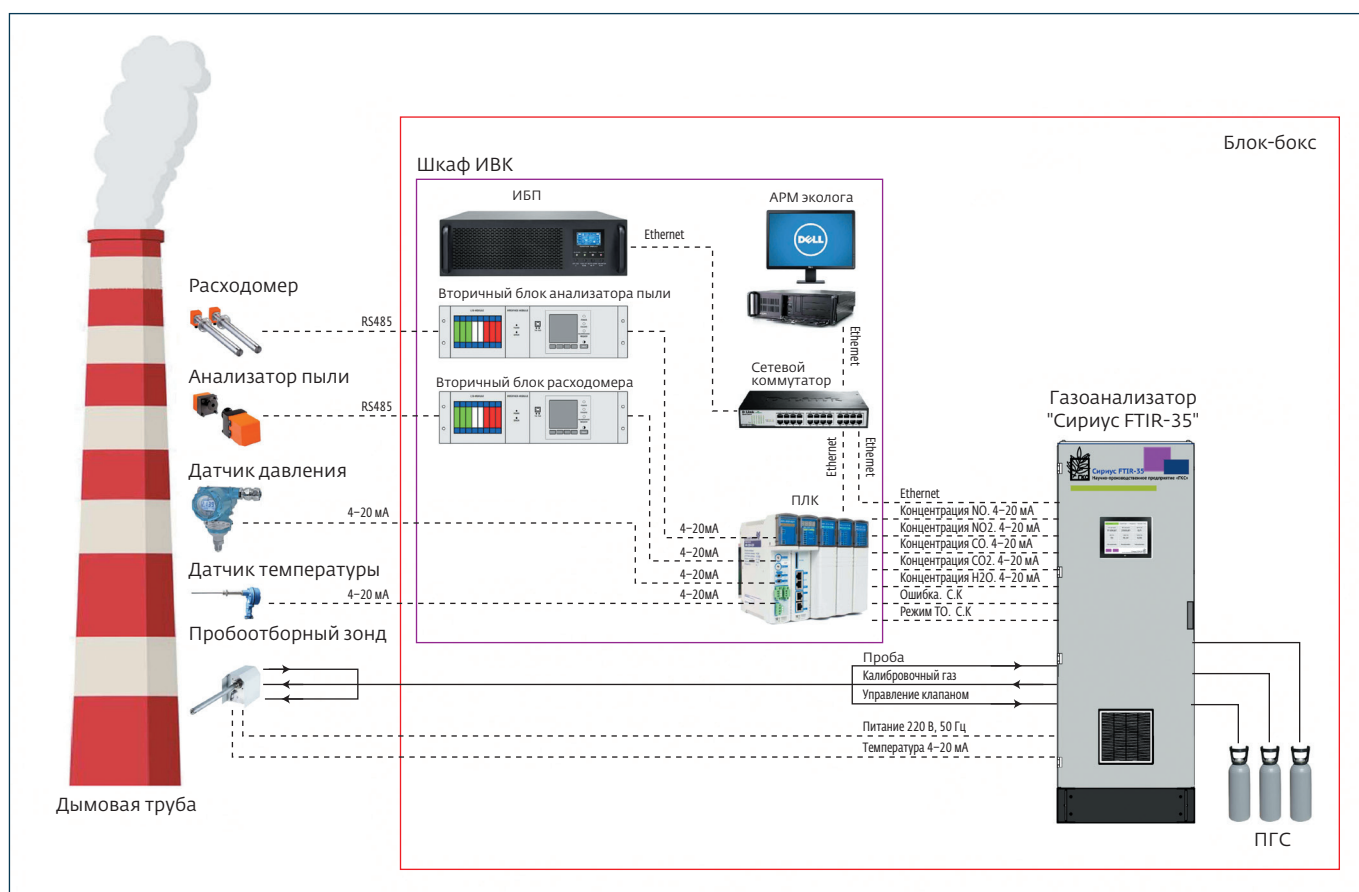 Блок-бокс
Шкаф ИВК
ИБП
АРМ эколога
Ethernet
DELL
Вторичный блок анализатора пыли
Расходомер
RS485
Ethernet
Сетевой
коммутатор
Вторичный блок расходомера
Анализатор пыли
RS485
Газоанализатор
"Сириус FTIR-35"
Ethernet
Ethernet
Сириус FTIR-35
Научно-производственное предприятие «ГКС»
Датчик давления
4–20 мА
ПЛК
Ethernet
Концентрация NO. 4–20 мА
Концентрация NO2. 4–20 мА
Концентрация CO. 4–20 мА
Концентрация CO2. 4–20 мА
Концентрация H2O. 4–20 мА
Ошибка. С.К
Режим ТО. С.К
4–20мА
4–20мА
4–20мА
4–20мА
Датчик температуры
4–20 мА
Пробоотборный зонд
Проба
Калибровочный газ
Управление клапаном
Питание 220 В, 50 Гц
Температура 4–20 мА
Дымовая труба
ПГС